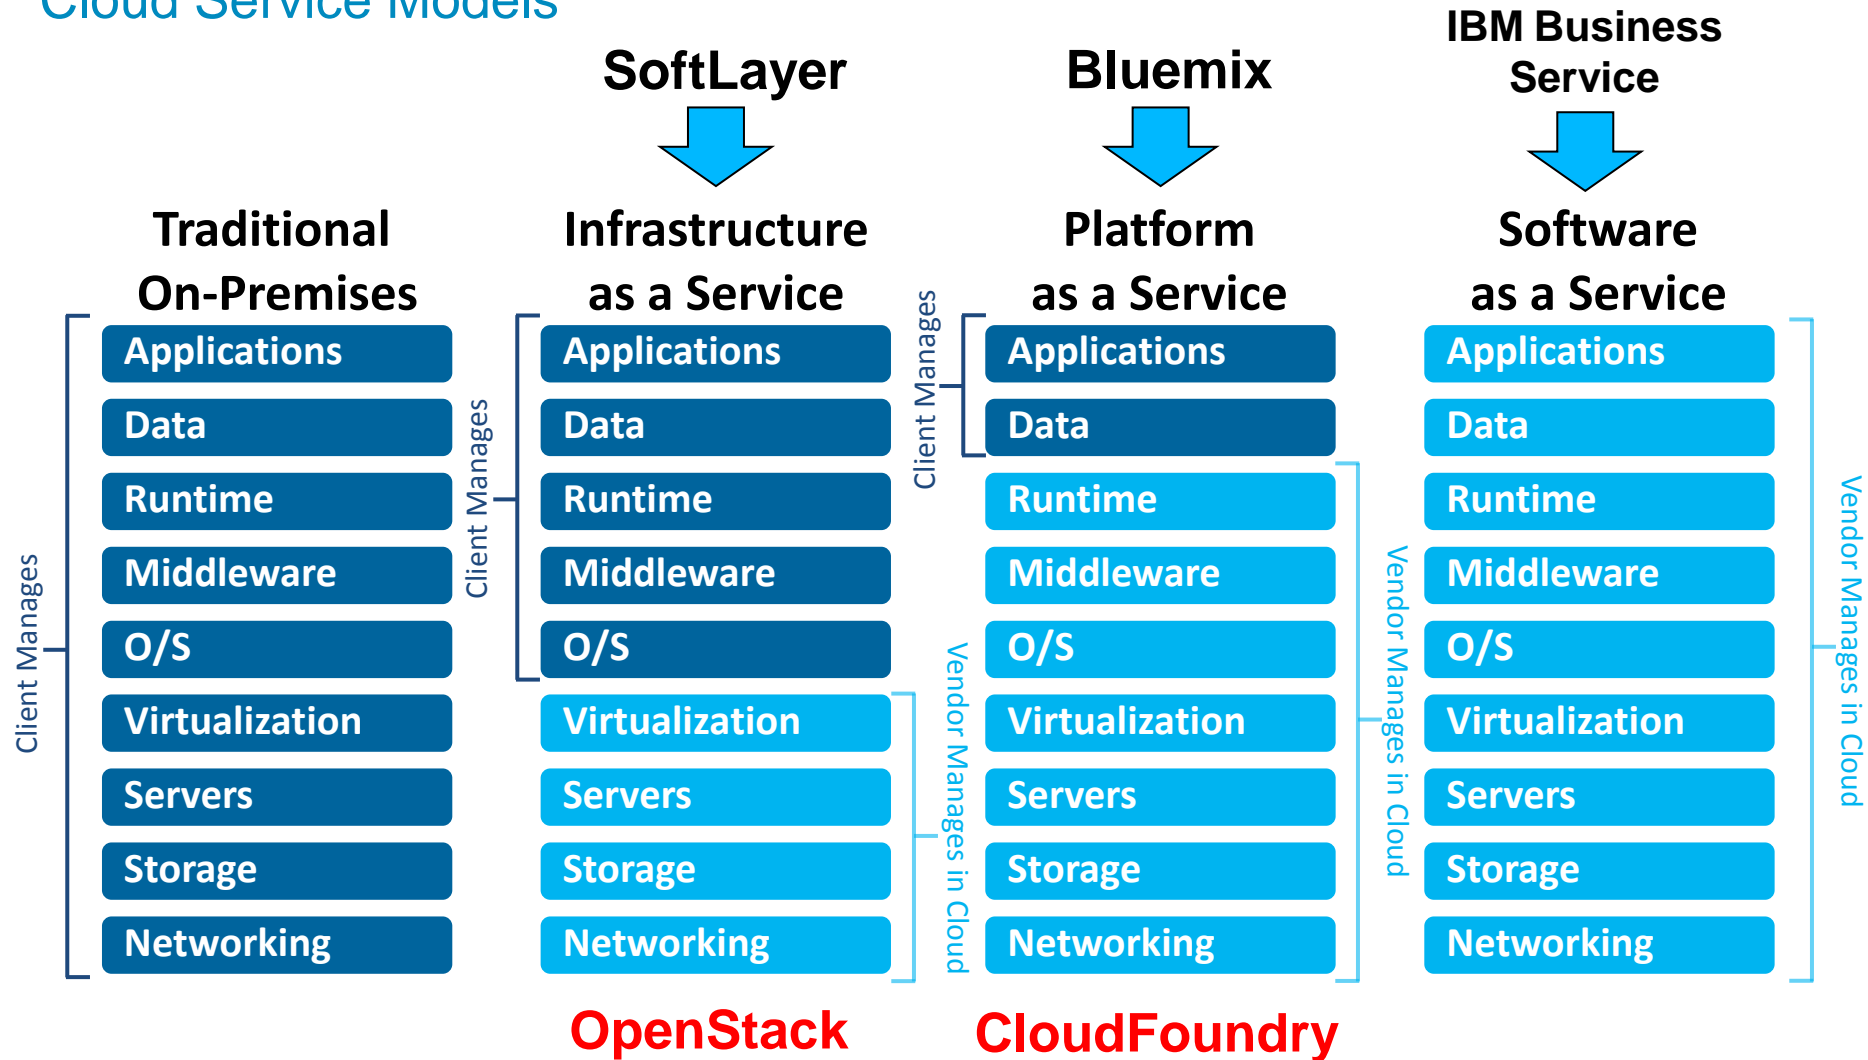 Cloud Service Models
SoftLayer
Bluemix
IBM Business
Service
Traditional
On-Premises
Client Manages
Applications
Data
Runtime
Middleware
O/S
Virtualization
Servers
Storage
Networking
Infrastructure
as a Service
Client Manages
Applications
Data
Runtime
Middleware
O/S
Virtualization
Servers
Storage
Networking
Vendor Manages in Cloud
OpenStack
Platform
as a Service
Client Manages
Applications
Data
Runtime
Middleware
O/S
Virtualization
Servers
Storage
Networking
Vendor Manages in Cloud
CloudFoundry
Software
as a Service
Applications
Data
Runtime
Middleware
O/S
Virtualization
Servers
Storage
Networking
Vendor Manages in Cloud